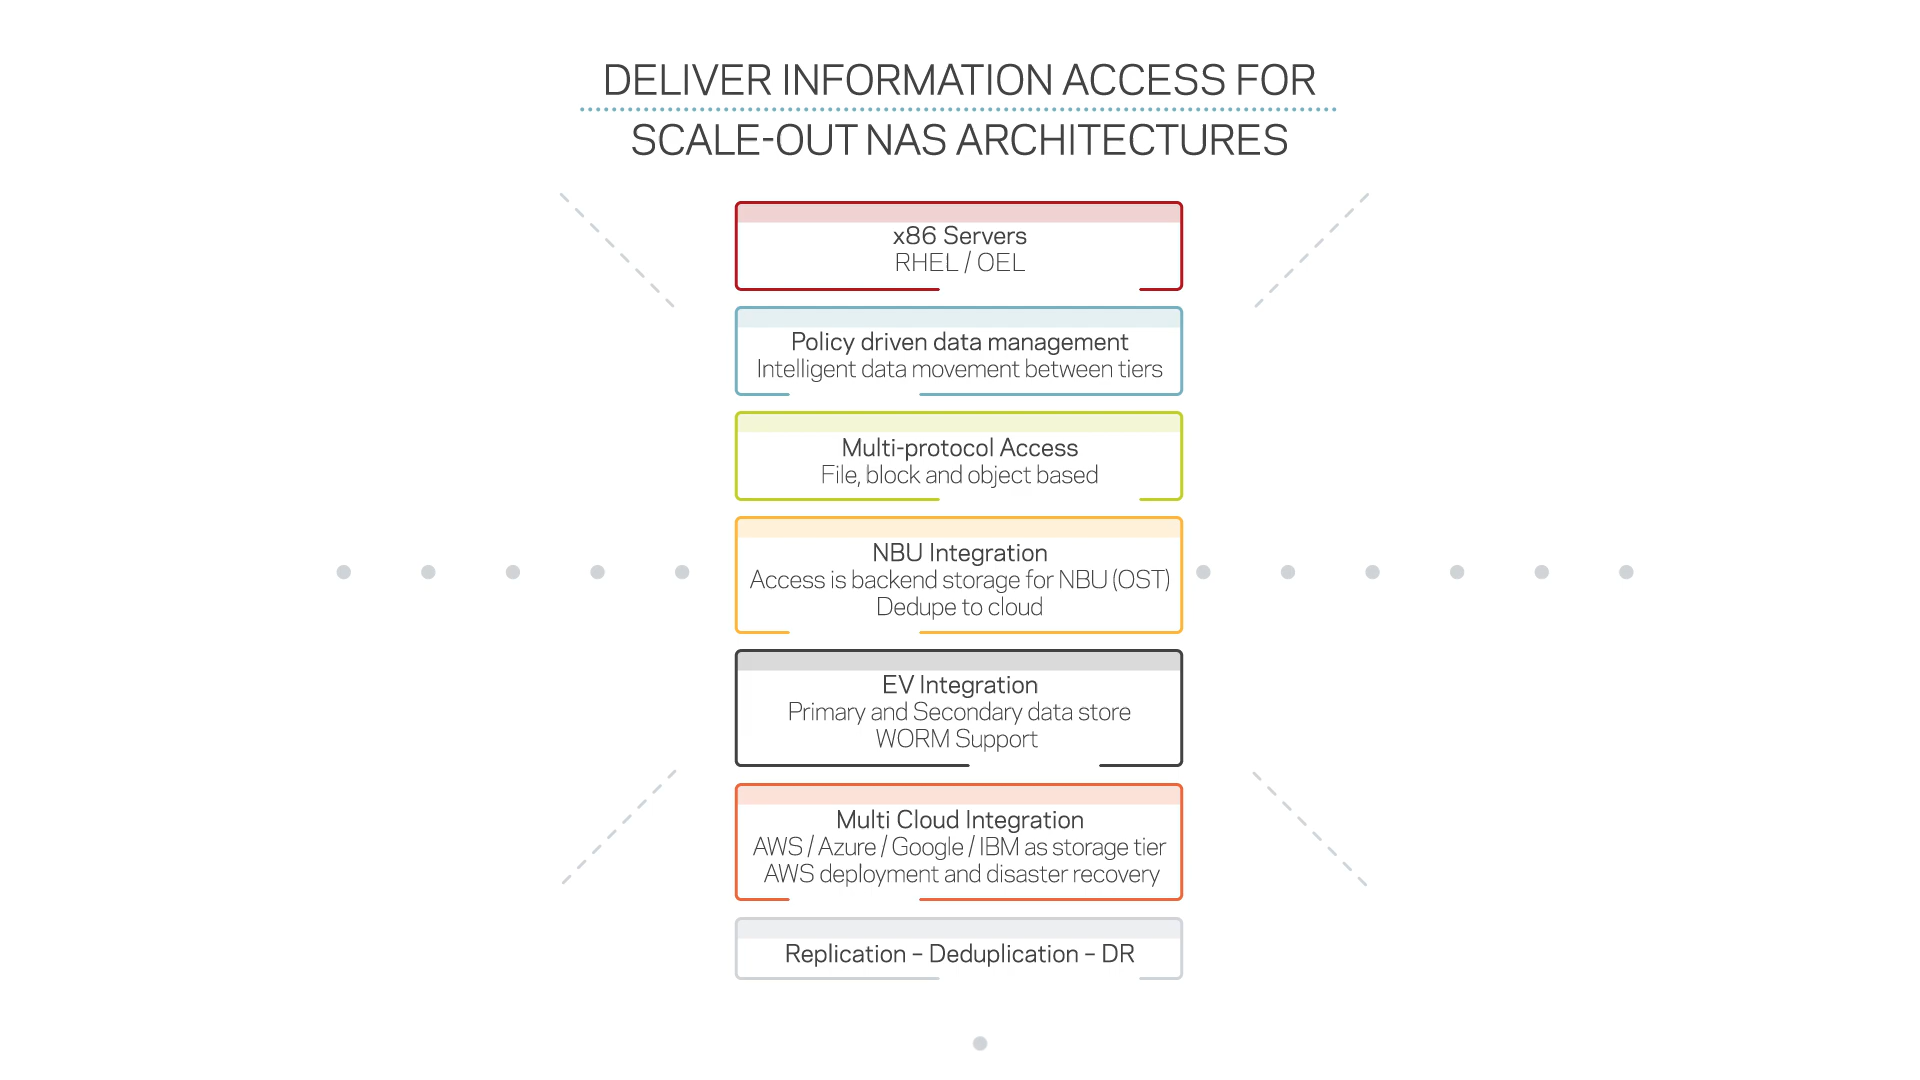 DELIVER INFORMATION ACCESS FOR
SCALE-OUT NAS ARCHITECTURES
x86 Servers
RHEL / OEL
Policy driven data management
Intelligent data movement between tiers
Multi-protocol Access
File, block and object based
NBU Integration
Access is backend storage for NBU (OST)
Dedupe to cloud
EV Integration
Primary and Secondary data store
WORM Support
Multi Cloud Integration
AWS / Azure / Google / IBM as storage tier
AWS deployment and disaster recovery
Replication – Deduplication – DR